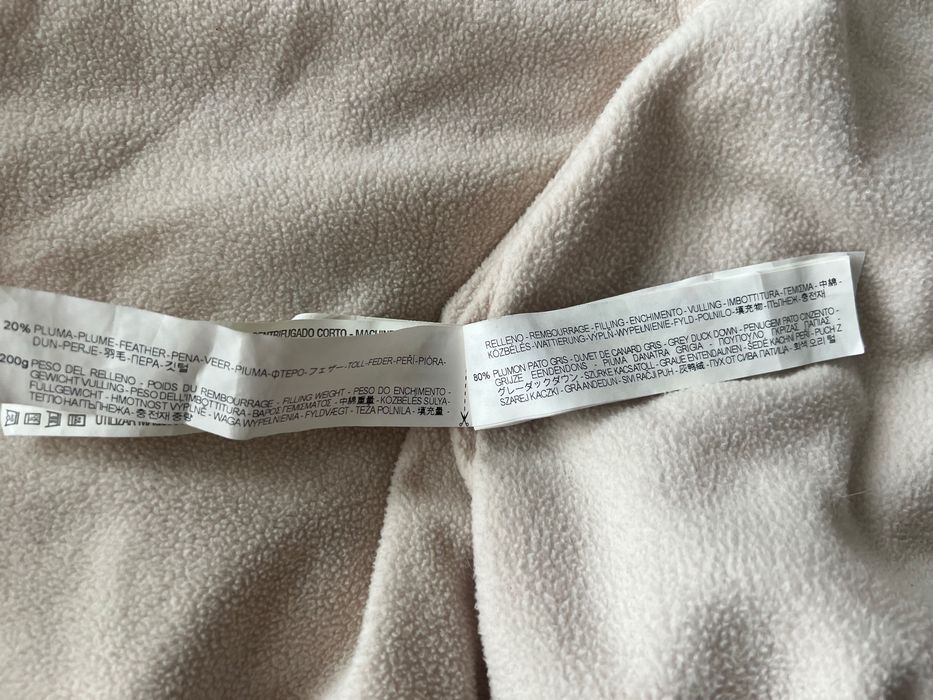 20% PLUMA-PLUME-FEATHER-PENA-VEER-PIUMA-ΦTEPO-フェザー-TOLL-FEDER-PEŘÍ-PIÓRA-
DUN-PERJE-羽毛-ПЕРА-깃털
200g PESO DEL RELLENO - POIDS DU REMBOURRAGE - FILLING WEIGHT - PESO DO ENCHIMENTO -
GEWICHT VULLING - PESO DELL'IMBOTTITURA - ΒΑΡΟΣ ΓΕΜΙΣΜΑΤΟΣ - 中綿重量 - KÖZBÉLÉS SULYA -
FULLGEWICHT - HMOTNOST VÝPLNĚ - WAGA WYPEŁNIENIA - FYLDVÆGT - TEŽA POLNILA - 填充量 -
ТЕГЛО НА ПЪЛНЕЖА - 충전재 중량
CENTRIFUGADO CORTO -
RELLENO - REMBOURRAGE - FILLING - ENCHIMENTO - VULLING - IMBOTTITURA - ΓΕΜΙΣΜΑ - 中綿 -
KÖZBÉLÉS - WATTIERUNG - VÝPLŇ - WYPEŁNIENIE - FYLD - POLNILO - 填充物 - ПЪЛНЕЖ - 충전재
80% PLUMON PATO GRIS - DUVET DE CANARD GRIS - GREY DUCK DOWN - PENUGEM PATO CINZENTO -
GRIJZE EENDENDONS - PIUMA DANATRA GRIGIA - ΠΟΥΠΟΥΛΟ ΓΚΡΙΖΑΣ ΠΑΠΙΑΣ -
グレーダックダウン - SZÜRKE KACSATOLL - GRAUE ENTENDAUNEN - ŠEDÉ KACHNÍ PEŘÍ - PUCH Z
SZAREJ KACZKI - GRÅ ANDEDUN - SIVI RAČJI PUH - 灰鸭绒 - ПУХ ОТ СИВА ПАТИЦА - 회색 오리 털